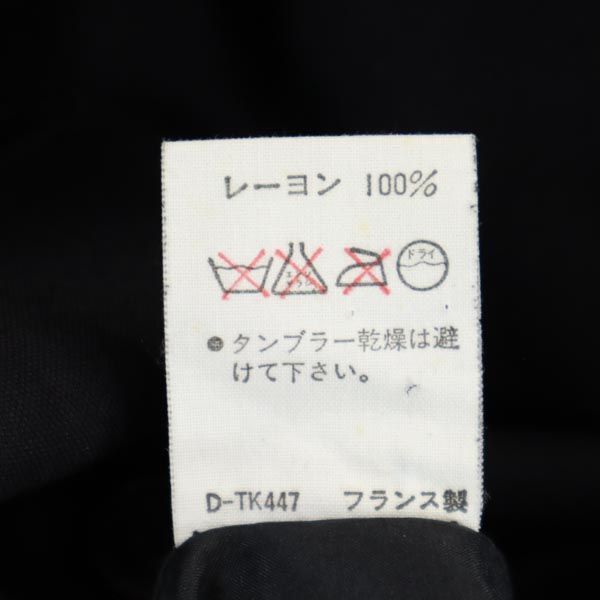 レーヨン 100%
ドライ
●タンブラー乾燥は避
けて下さい。
D-TK447 フランス製